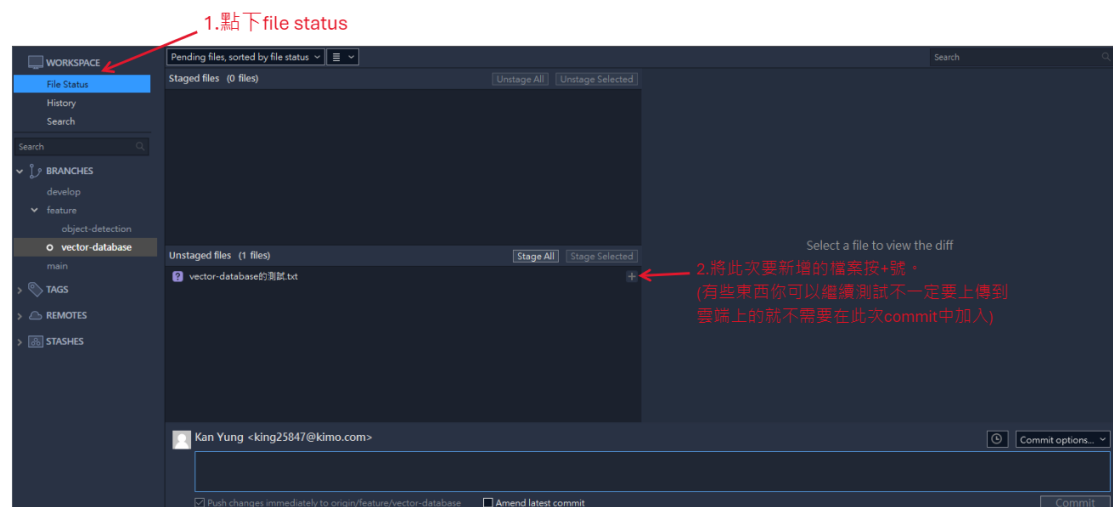 1.點下file status
WORKSPACE
File Status
History
Search
Search
BRANCHES
develop
feature
object-detection
vector-database
main
TAGS
REMOTES
STASHES
Pending files, sorted by file status
Search
Staged files (0 files)
Unstage All
Unstage Selected
Unstaged files (1 files)
Stage All
Stage Selected
vector-database的測試.txt
Select a file to view the diff
2.將此次要新增的檔案按+號。
(有些東西你可以繼續測試不一定要上傳到
雲端上的就不需要在此次commit中加入)
Kan Yung <king25847@kimo.com>
Commit options...
Push changes immediately to origin/feature/vector-database
Amend latest commit
Commit